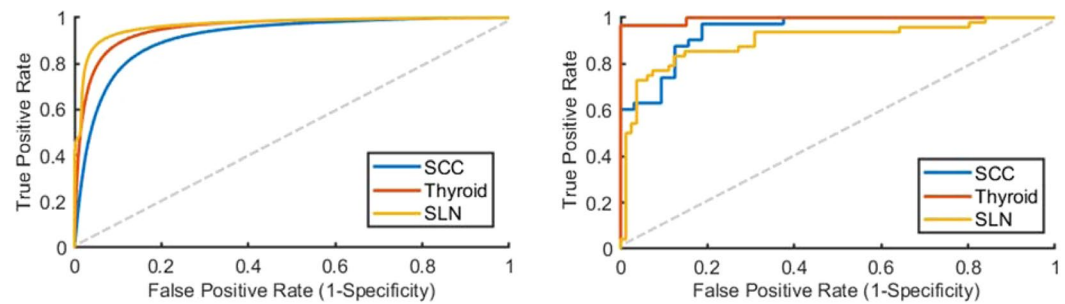 True Positive Rate
1
0.8
0.6
0.4
0.2
0
SCC
Thyroid
SLN
0 0.2 0.4 0.6 0.8 1
False Positive Rate (1-Specificity)
True Positive Rate
1
0.8
0.6
0.4
0.2
0
SCC
Thyroid
SLN
0 0.2 0.4 0.6 0.8 1
False Positive Rate (1-Specificity)